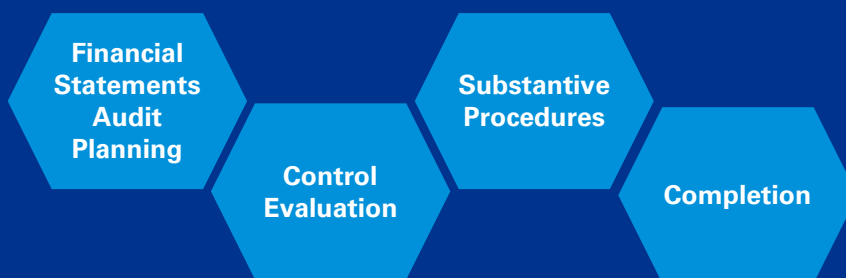 Financial
Statements
Audit
Planning
Control
Evaluation
Substantive
Procedures
Completion